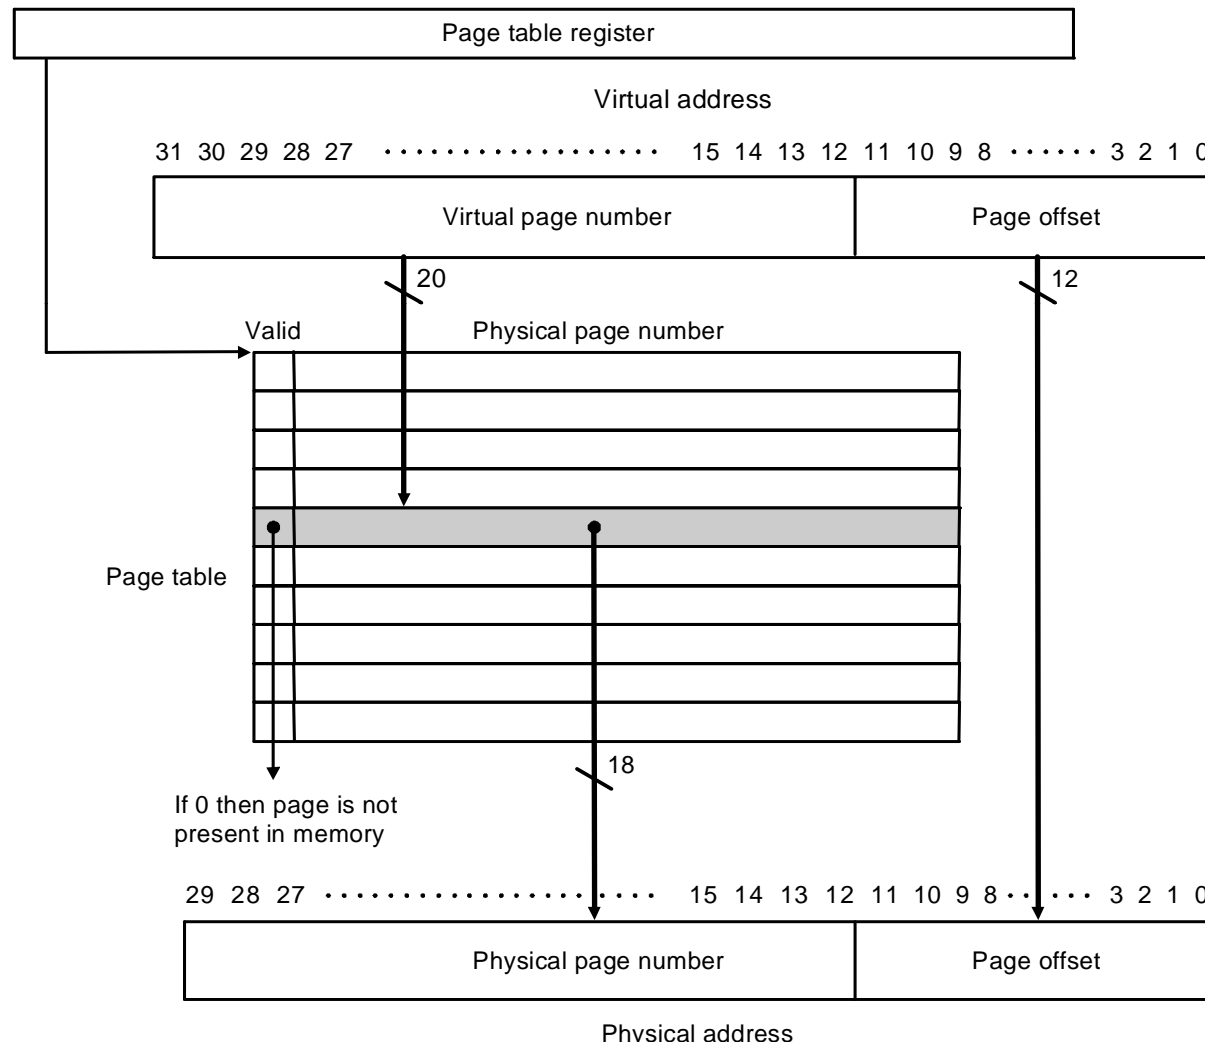 Page table register
Virtual address
31 30 29 28 27 ················· 15 14 13 12 11 10 9 8 ······ 3 2 1 0
Virtual page number Page offset
20 12
Valid Physical page number
Page table
18
If 0 then page is not
present in memory
29 28 27 ···················· 15 14 13 12 11 10 9 8 ······ 3 2 1 0
Physical page number Page offset
Physical address